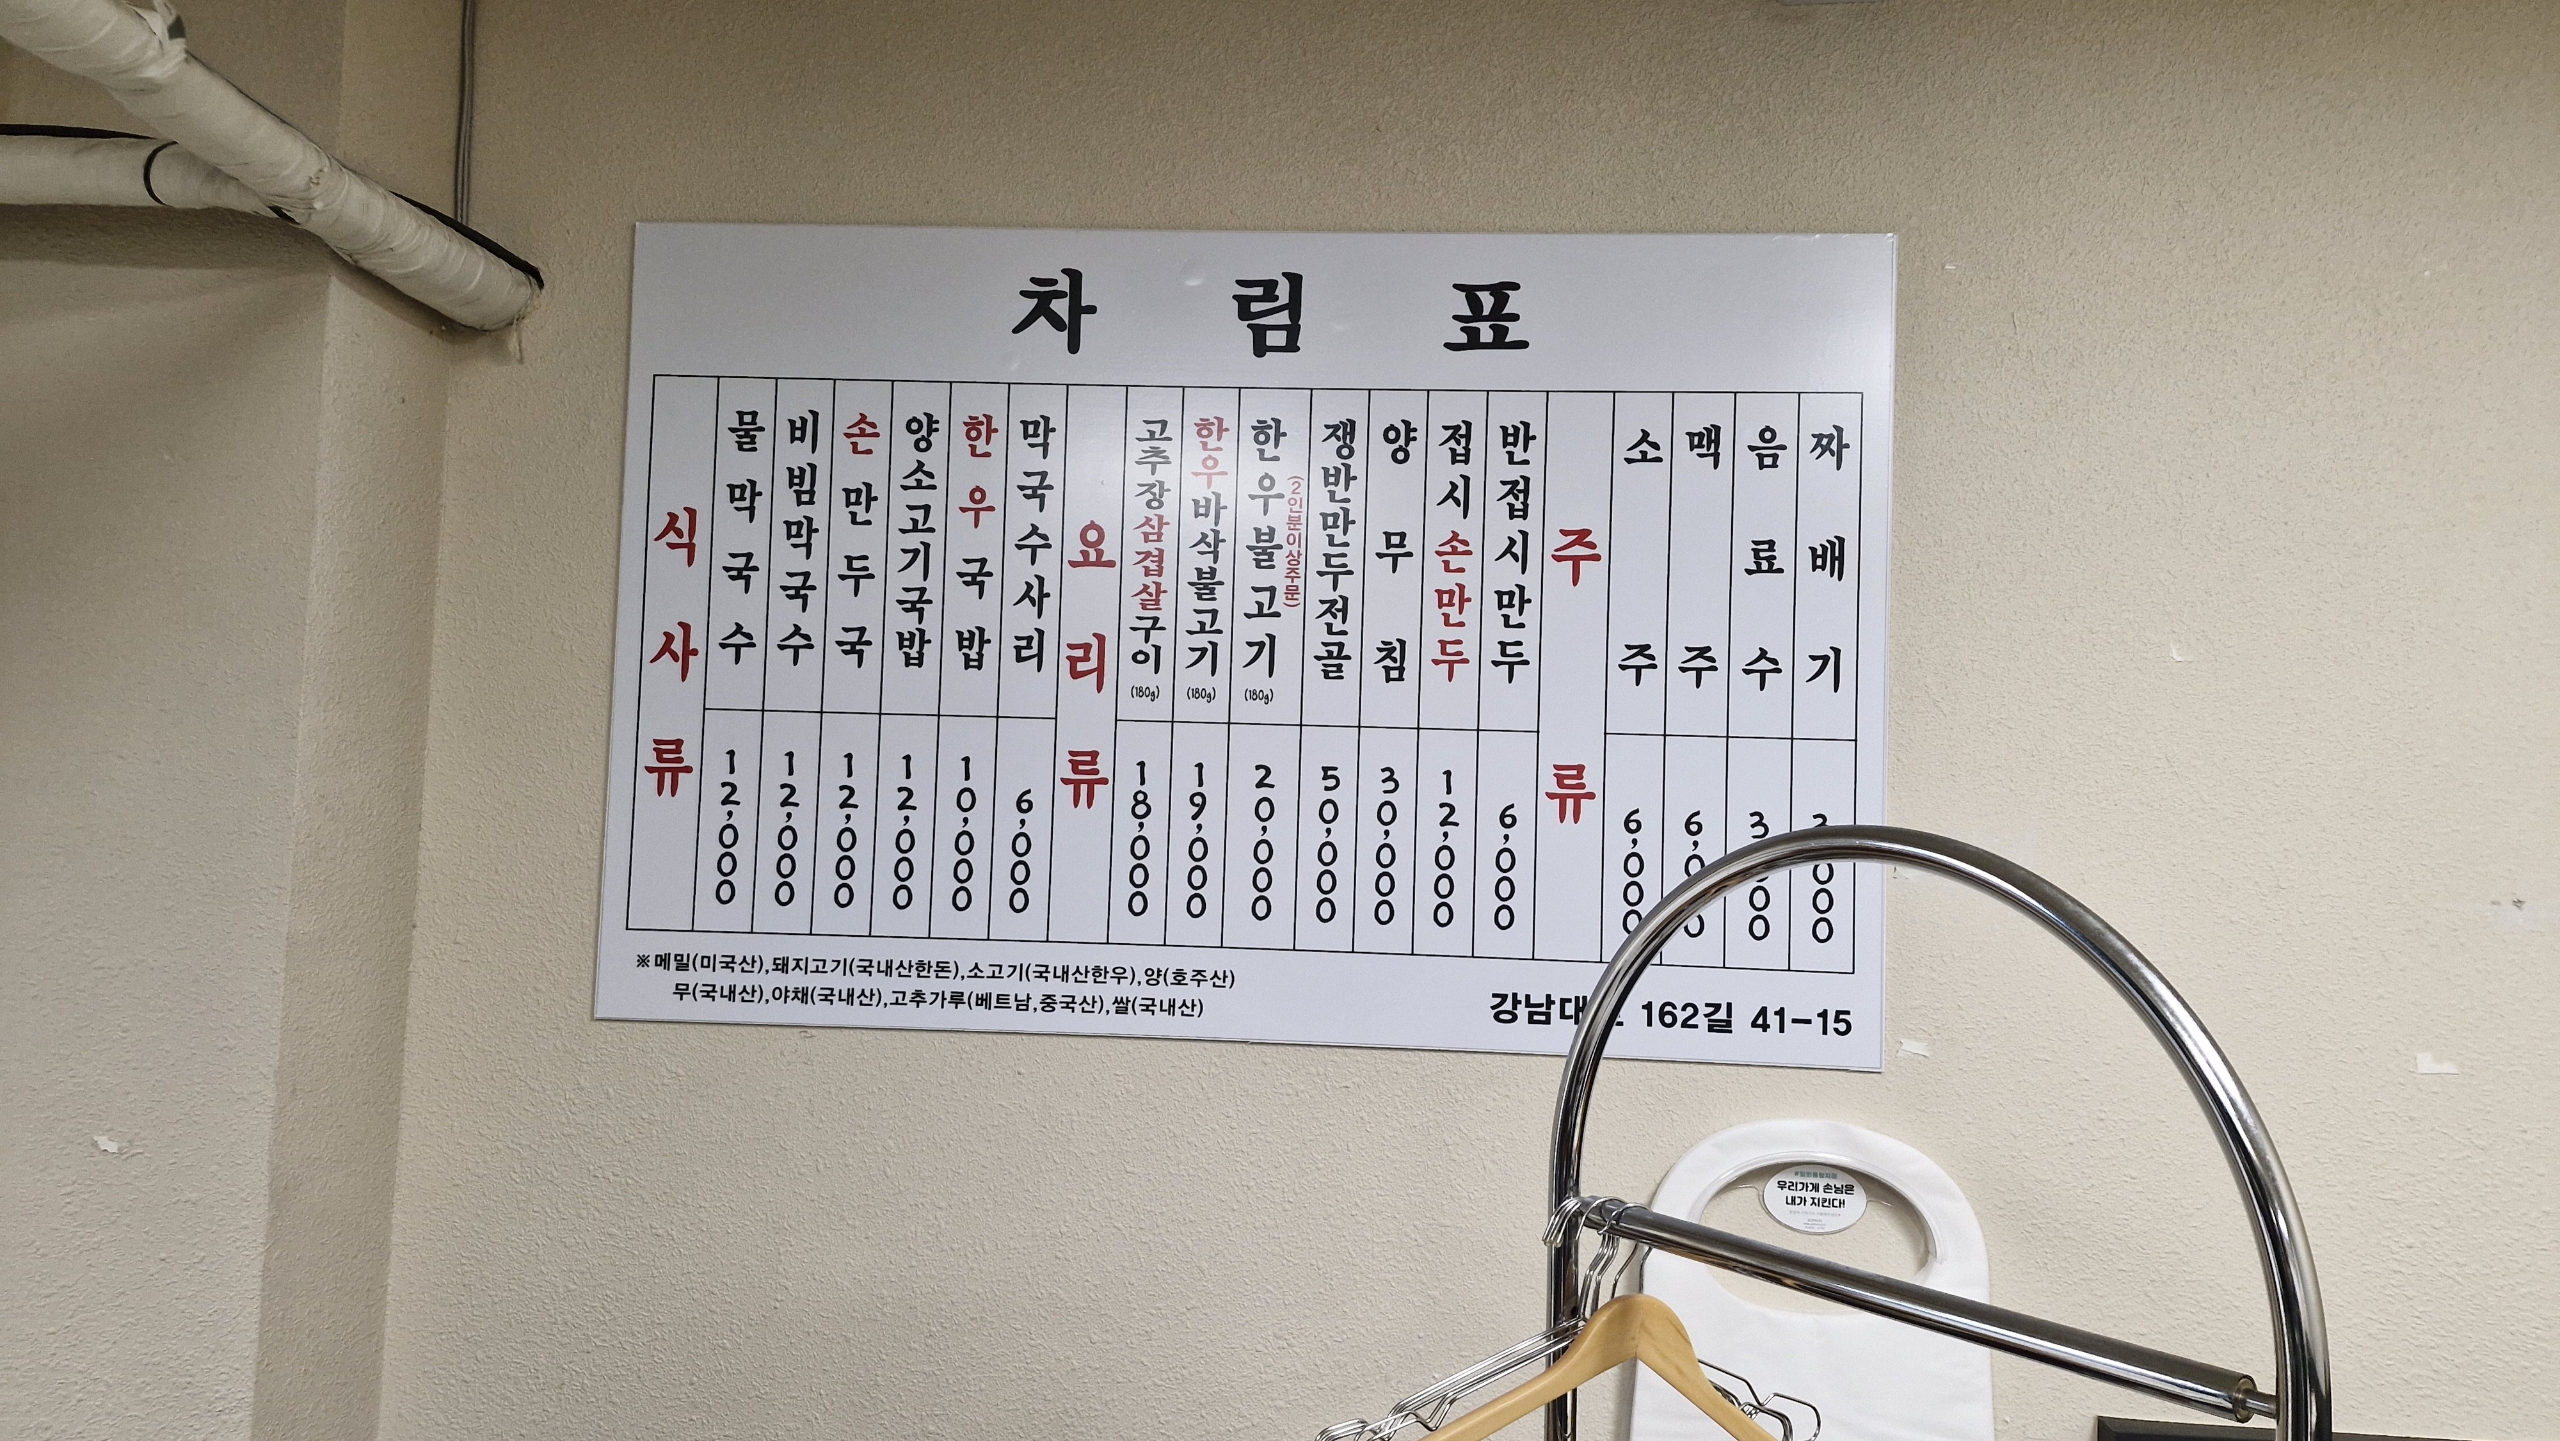 차림표
식사류
물막국수 12,000
비빔막국수 12,000
손만두국 12,000
양소고기국밥 12,000
한우국밥 10,000
막국수사리 6,000
요리류
고추장삼겹살구이 (180g) 18,000
한우바삭불고기 (180g) 19,000
한우불고기 (180g) (2인분이상주문) 20,000
쟁반만두전골 50,000
양무침 30,000
접시손만두 12,000
반접시만두 6,000
주류
소주 6,000
맥주 6,000
음료수
짜배기
※메밀(미국산),돼지고기(국내산한돈),소고기(국내산한우),양(호주산)
무(국내산),야채(국내산),고추가루(베트남,중국산),쌀(국내산)
162길 41-15
우리가게 손님은
내가 지킨다!